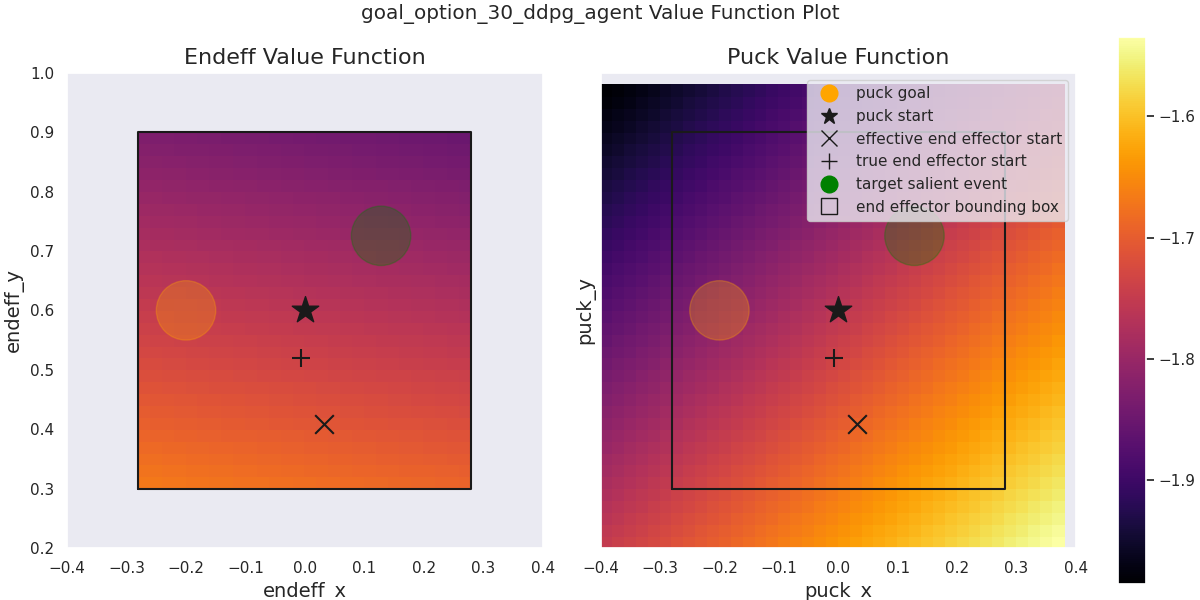 goal_option_30_ddpg_agent Value Function Plot
Endeff Value Function
1.0
0.9
0.8
0.7
0.6
0.5
0.4
0.3
0.2
endeff_y
−0.4 −0.3 −0.2 −0.1 0.0 0.1 0.2 0.3 0.4
endeff_x
Puck Value Function
puck goal
puck start
effective end effector start
true end effector start
target salient event
end effector bounding box
puck_y
−0.4 −0.3 −0.2 −0.1 0.0 0.1 0.2 0.3 0.4
puck_x
−1.6
−1.7
−1.8
−1.9